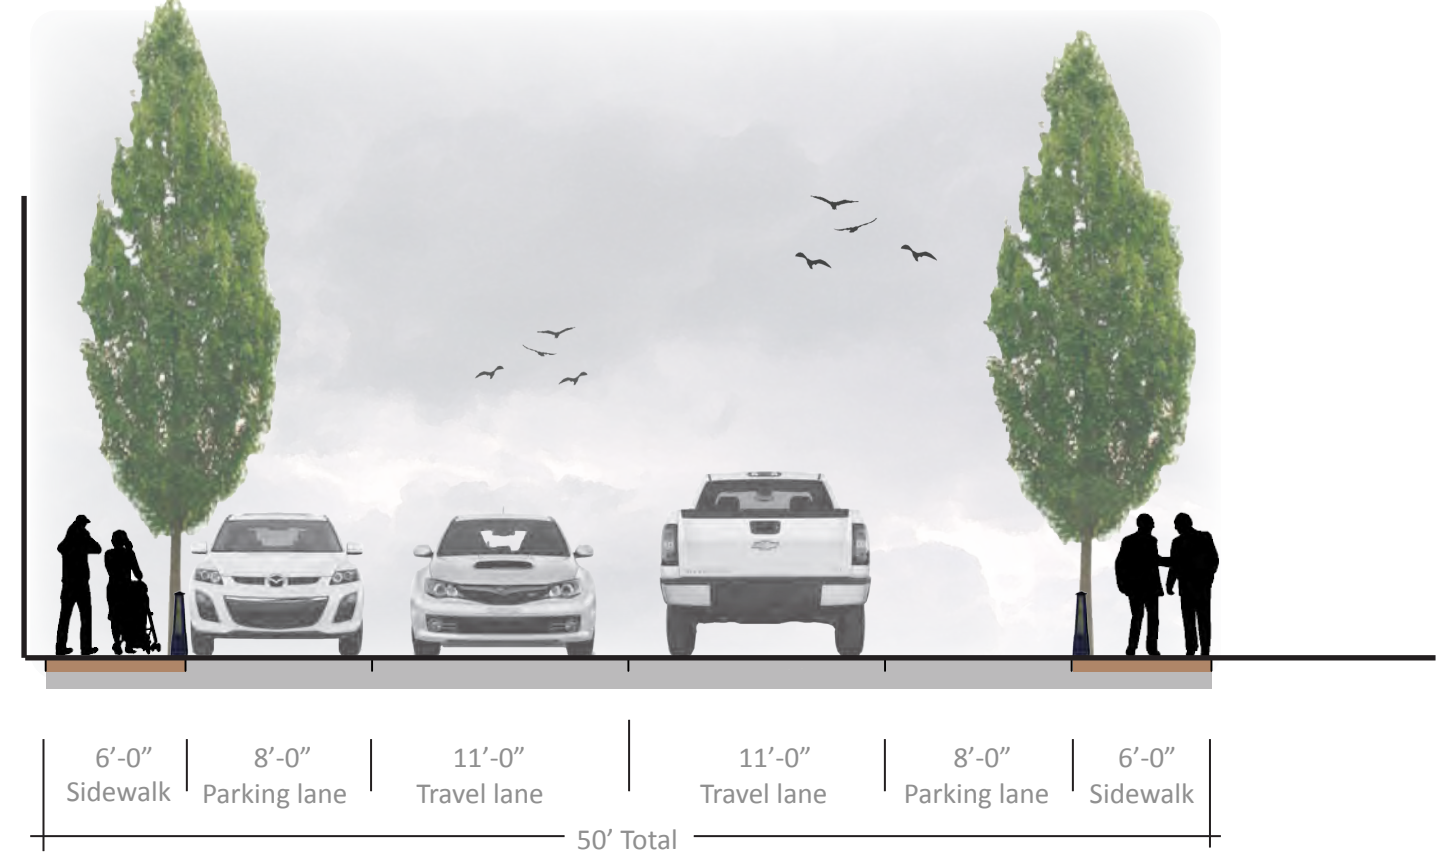 6’-0” 8’-0” 11’-0” 11’-0” 8’-0” 6’-0”
Sidewalk Parking lane Travel lane Travel lane Parking lane Sidewalk
50’ Total